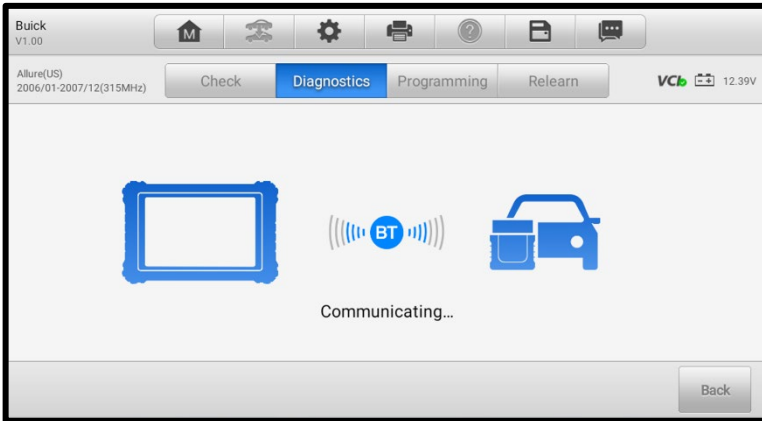 Buick
V1.00
M
?
Allure(US)
2006/01-2007/12(315MHz)
Check
Diagnostics
Programming
Relearn
VCI
12.39V
BT
Communicating...
Back